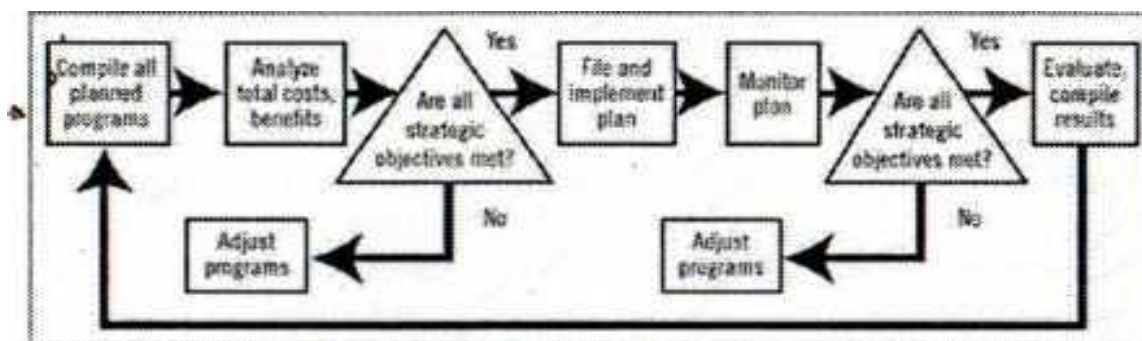 Compile all
planned
programs
Analyze
total costs,
benefits
Are all
strategic
objectives met?
Yes
No
Adjust
programs
File and
implement
plan
Monitor
plan
Are all
strategic
objectives met?
Yes
No
Adjust
programs
Evaluate,
compile
results